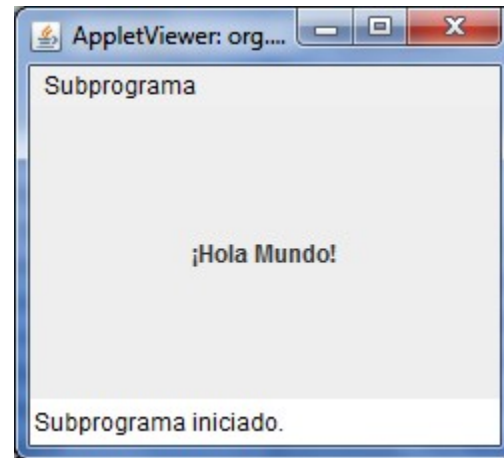 AppletViewer: org....
Subprograma
¡Hola Mundo!
Subprograma iniciado.